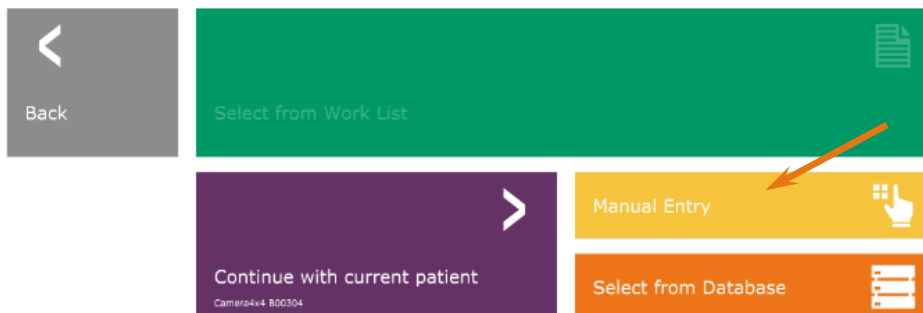 Back
Select from Work List
Manual Entry
Continue with current patient
Camera4x4 B00304
Select from Database